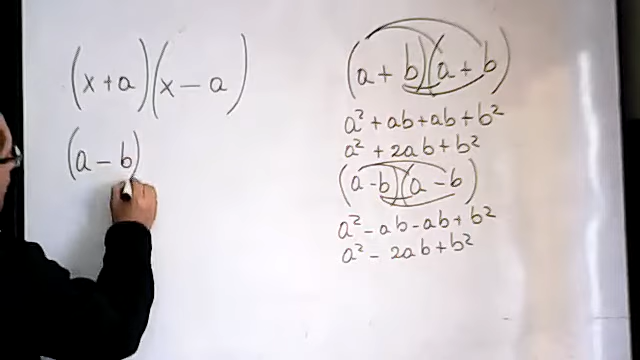 (x + a)(x - a)
(a - b)
(a + b)(a + b)
a² + ab + ab + b²
a² + 2ab + b²
(a - b)(a - b)
a² - ab - ab + b²
a² - 2ab + b²